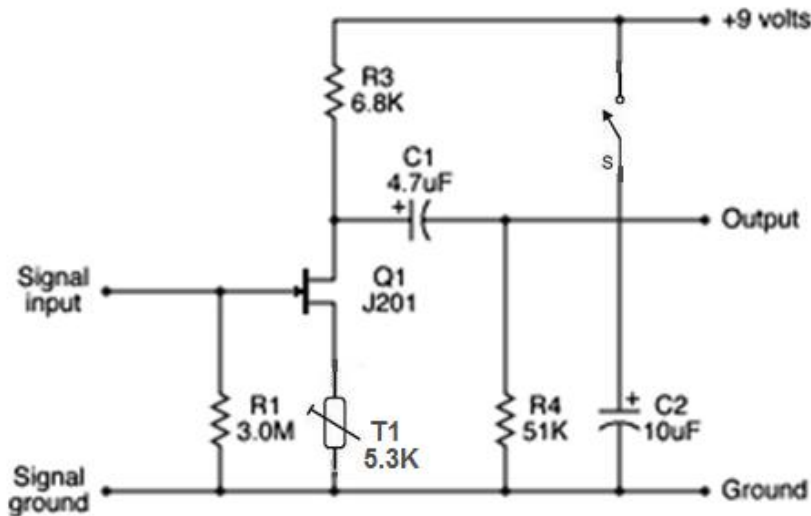 +9 volts
R3
6.8K
C1
4.7uF
+
S
Output
Signal
input
Q1
J201
R1
3.0M
T1
5.3K
R4
51K
+
C2
10uF
Signal
ground
Ground